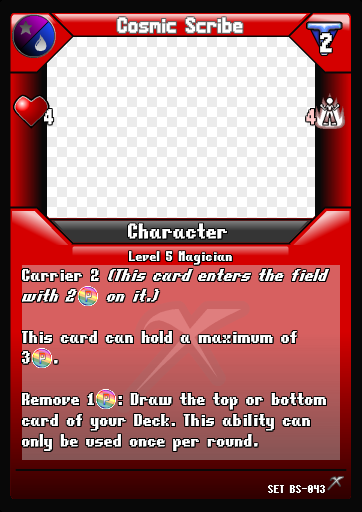 Cosmic Scribe
2
4
4
Character
Level 5 Magician
Carrier 2 (This card enters the field
with 2 P on it.)
This card can hold a maximum of
3 P.
Remove 1 P: Draw the top or bottom
card of your Deck. This ability can
only be used once per round.
SET BS-043